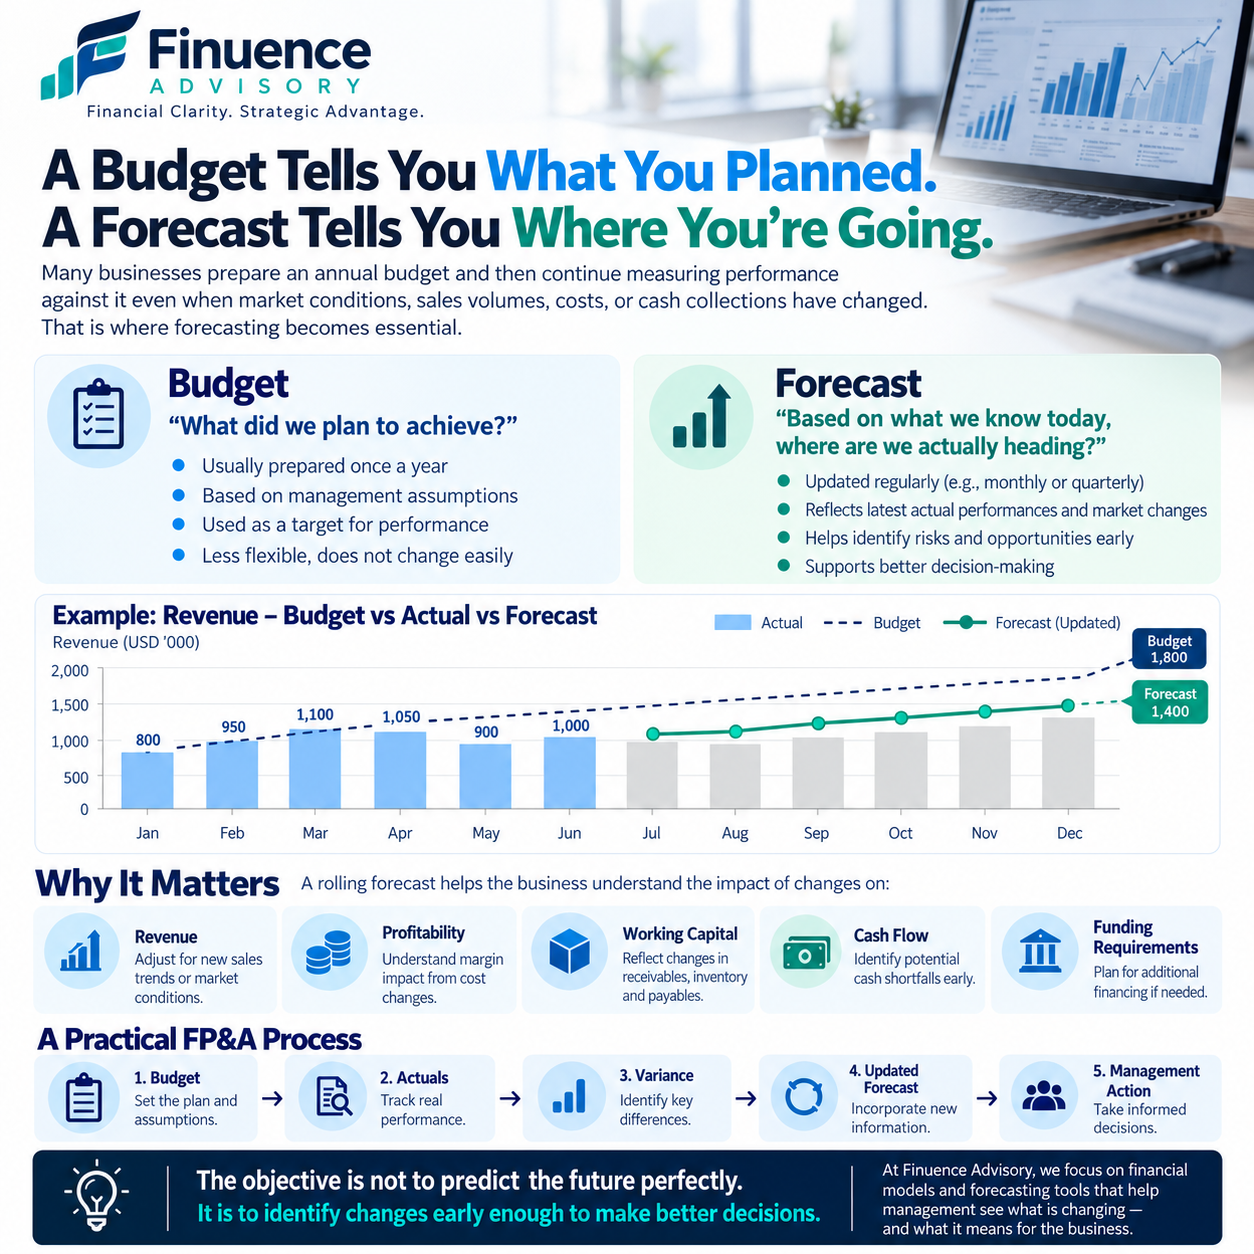 Finuence
ADVISORY
Financial Clarity. Strategic Advantage.
A Budget Tells You What You Planned.
A Forecast Tells You Where You're Going.
Many businesses prepare an annual budget and then continue measuring performance
against it even when market conditions, sales volumes, costs, or cash collections have changed.
That is where forecasting becomes essential.
Budget
“What did we plan to achieve?”
Usually prepared once a year
Based on management assumptions
Used as a target for performance
Less flexible, does not change easily
Forecast
“Based on what we know today,
where are we actually heading?”
Updated regularly (e.g., monthly or quarterly)
Reflects latest actual performances and market changes
Helps identify risks and opportunities early
Supports better decision-making
Example: Revenue – Budget vs Actual vs Forecast
Revenue (USD '000)
Actual
Budget
Forecast (Updated)
Budget
1,800
Forecast
1,400
2,000
1,500
1,000
500
0
800
950
1,100
1,050
900
1,000
Jan
Feb
Mar
Apr
May
Jun
Jul
Aug
Sep
Oct
Nov
Dec
Why It Matters
A rolling forecast helps the business understand the impact of changes on:
Revenue
Adjust for new sales
trends or market
conditions.
Profitability
Understand margin
impact from cost
changes.
Working Capital
Reflect changes in
receivables, inventory
and payables.
Cash Flow
Identify potential
cash shortfalls early.
Funding
Requirements
Plan for additional
financing if needed.
A Practical FP&A Process
1. Budget
Set the plan and
assumptions.
2. Actuals
Track real
performance.
3. Variance
Identify key
differences.
4. Updated
Forecast
Incorporate new
information.
5. Management
Action
Take informed
decisions.
The objective is not to predict the future perfectly.
It is to identify changes early enough to make better decisions.
At Finuence Advisory, we focus on financial
models and forecasting tools that help
management see what is changing —
and what it means for the business.